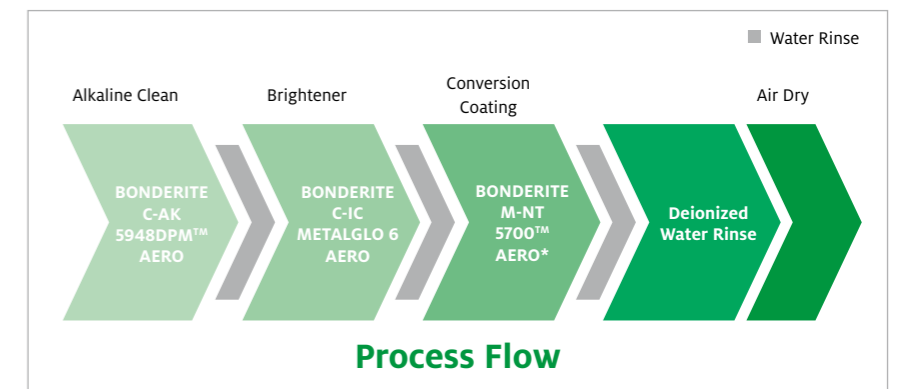 Water Rinse
Alkaline Clean
Brightener
Conversion
Coating
Air Dry
BONDERITE
C-AK
5948DPM™
AERO
BONDERITE
C-IC
METALGLO 6
AERO
BONDERITE
M-NT
5700™
AERO*
Deionized
Water Rinse
Process Flow